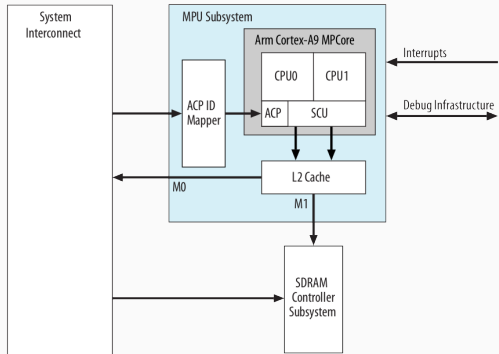 System
Interconnect
MPU Subsystem
Arm Cortex-A9 MPCore
CPU0
CPU1
ACP
SCU
ACP ID
Mapper
L2 Cache
M0
M1
Interrupts
Debug Infrastructure
SDRAM
Controller
Subsystem